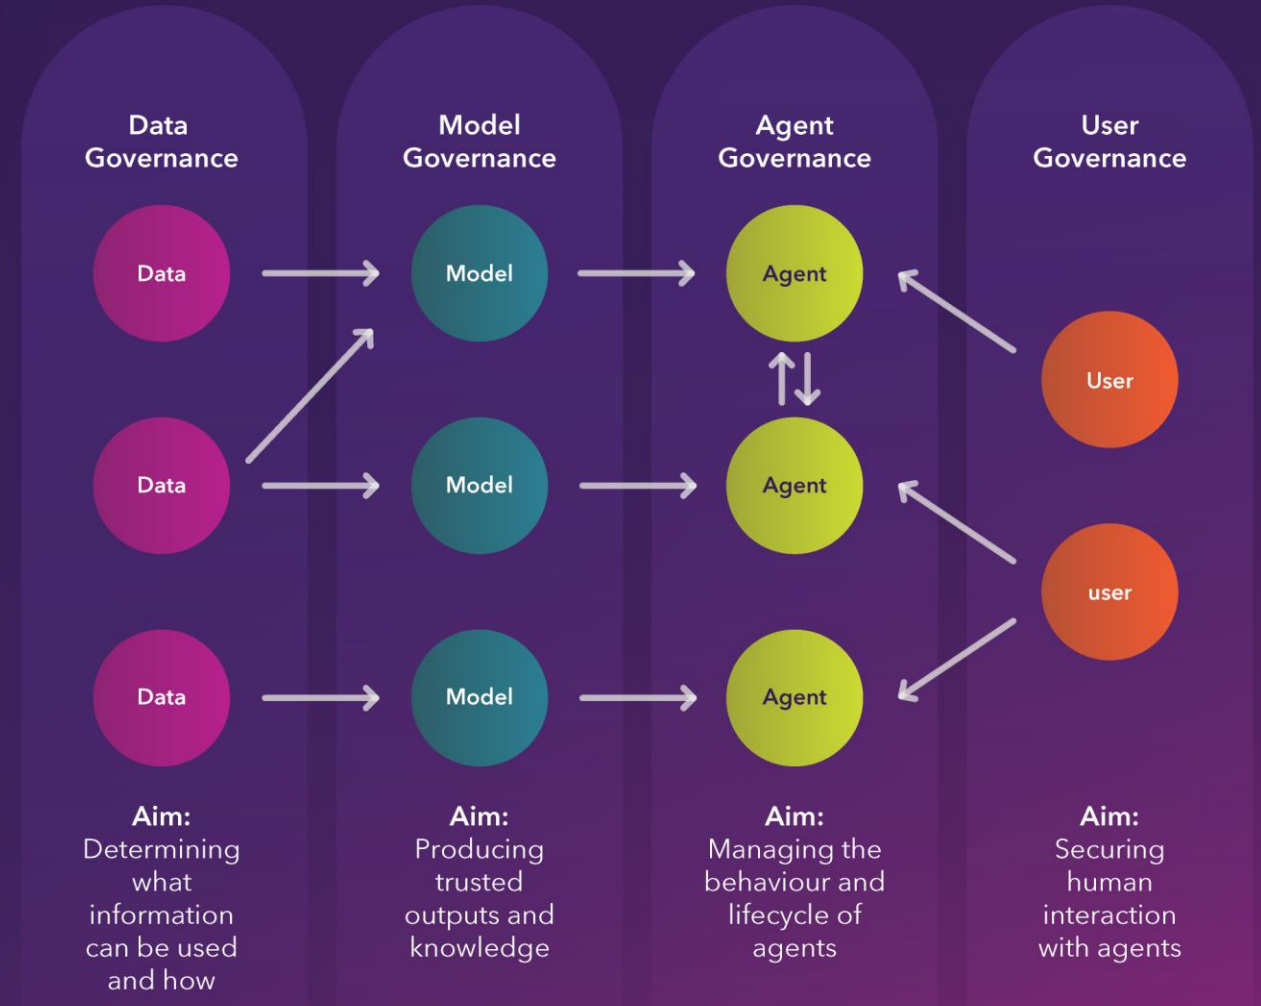 Data
Governance
Model
Governance
Agent
Governance
User
Governance
Data
Model
Agent
User
Data
Model
Agent
user
Data
Model
Agent
Aim:
Determining
what
information
can be used
and how
Aim:
Producing
trusted
outputs and
knowledge
Aim:
Managing the
behaviour and
lifecycle of
agents
Aim:
Securing
human
interaction
with agents